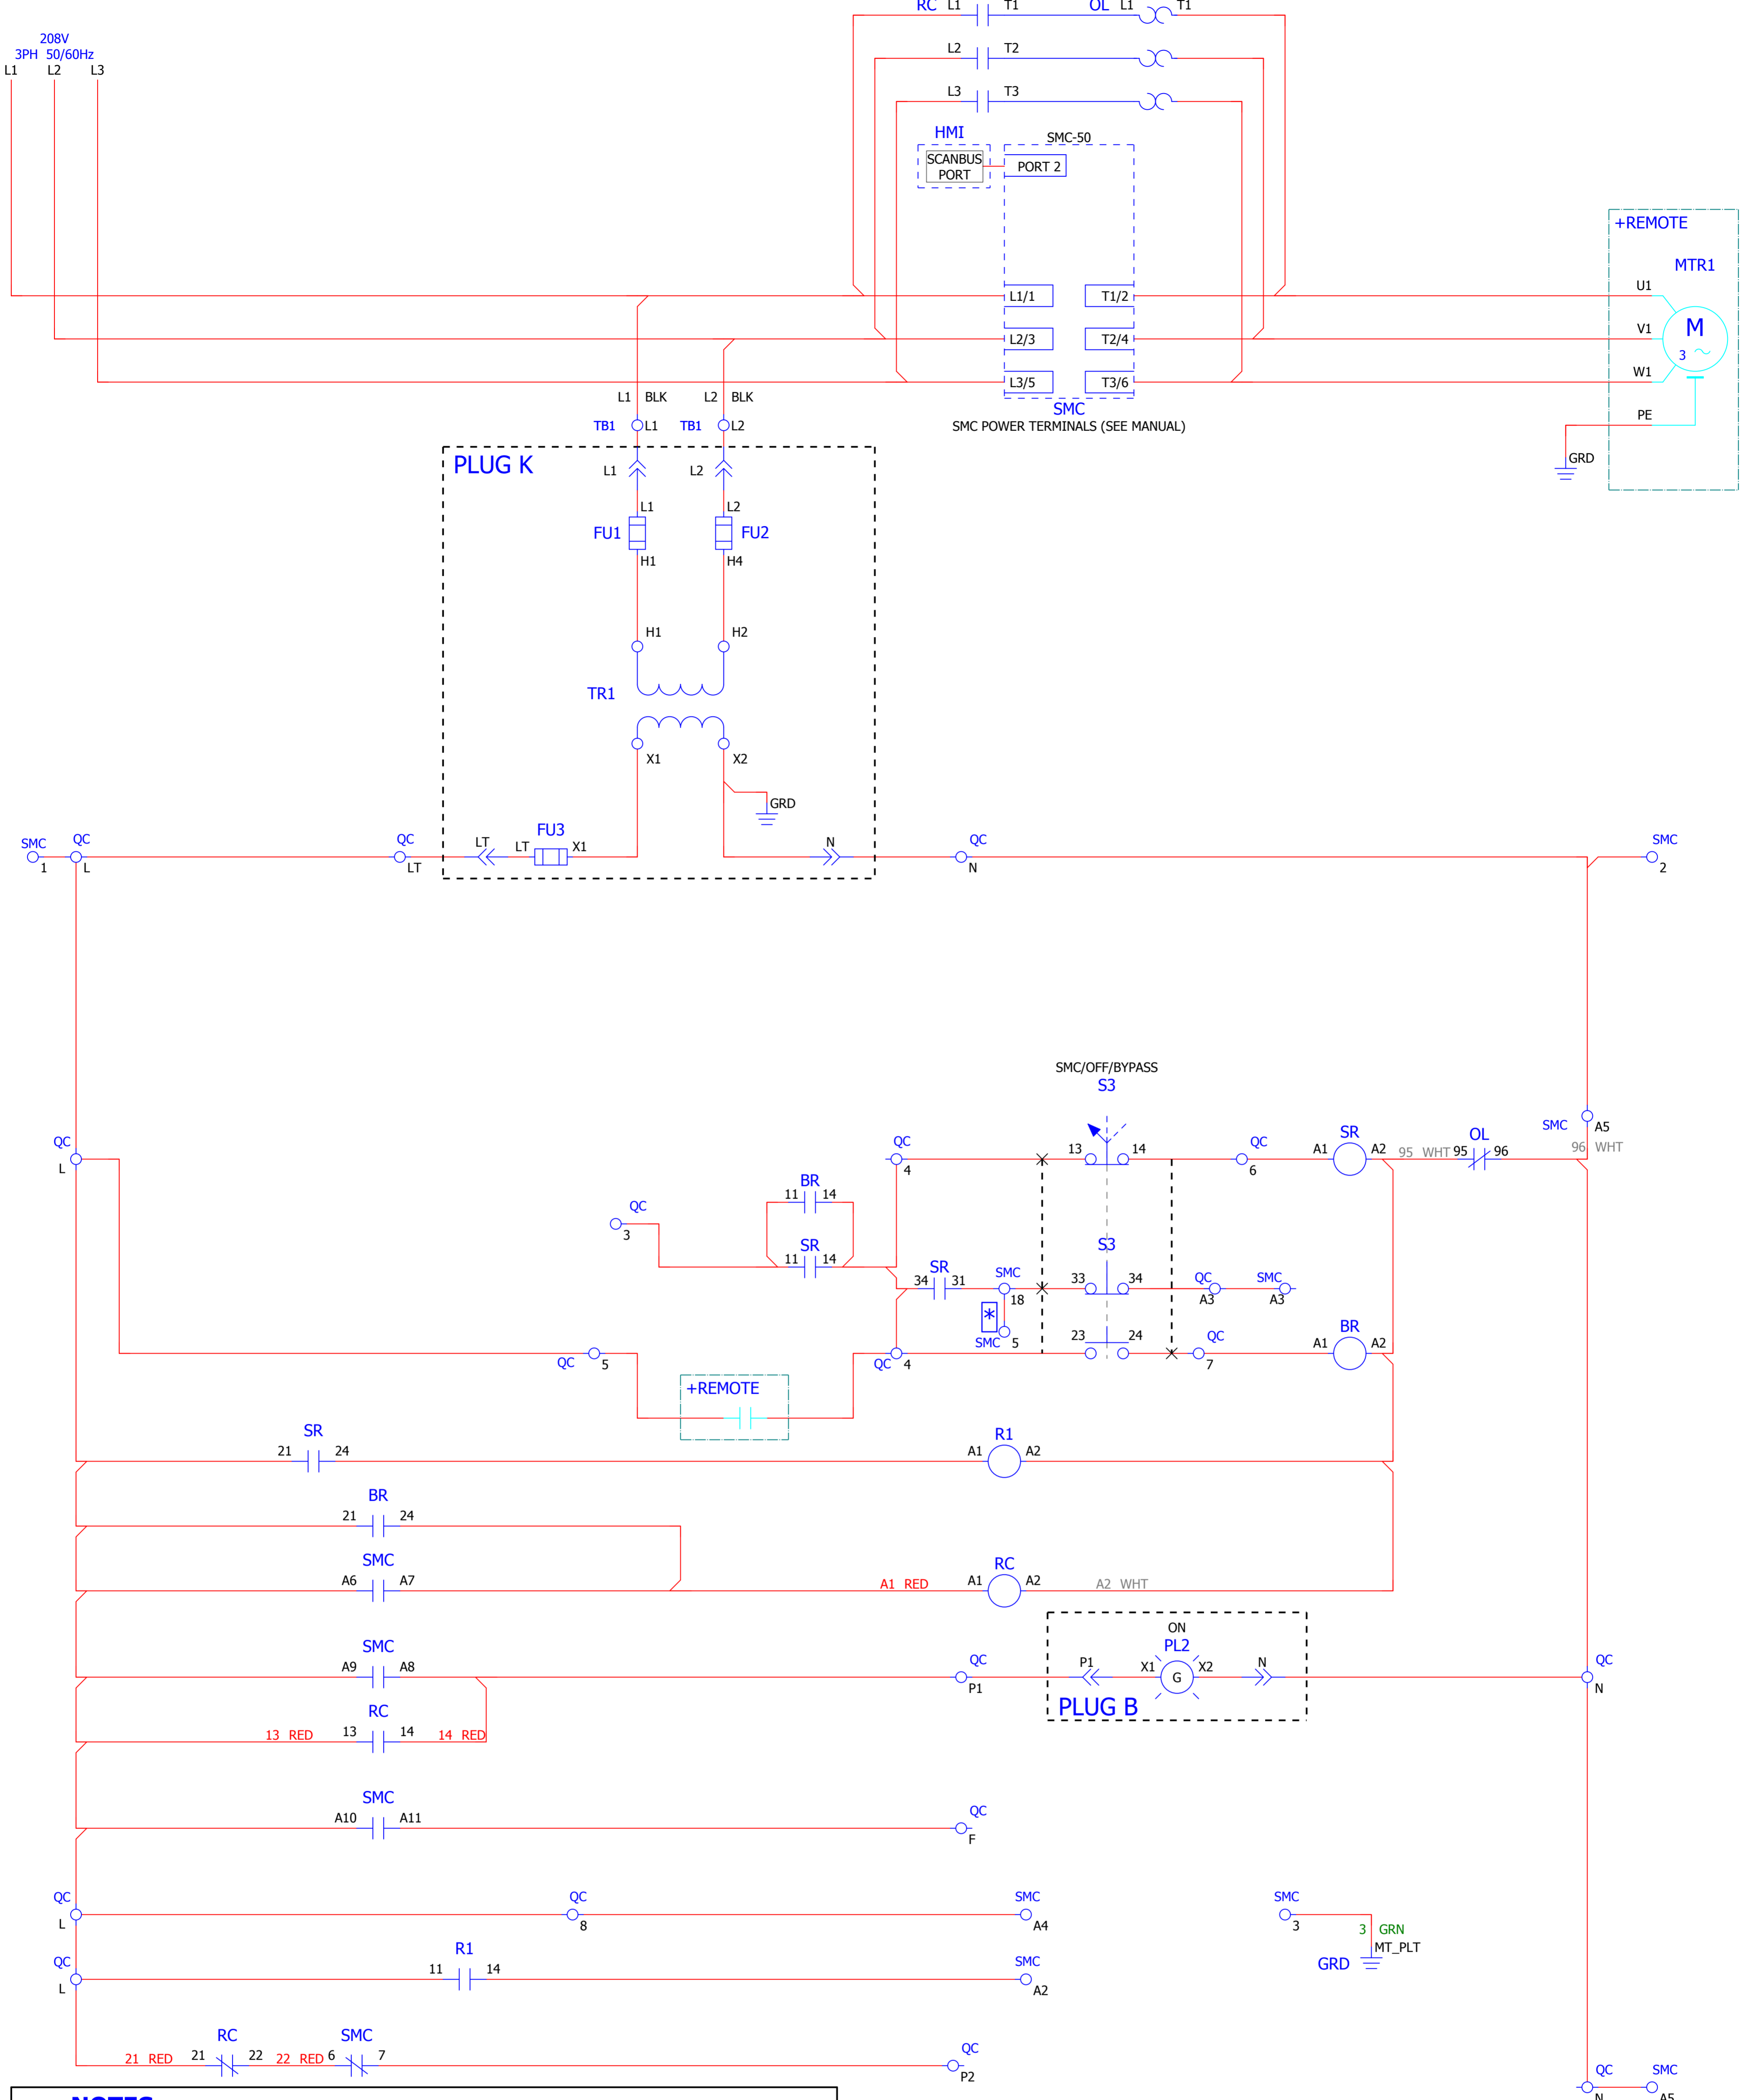 RC L1 T1 OL L1 T1
208V
3PH 50/60Hz
L1 L2 L3
L2 T2
L3 T3
HMI
SMC-50
SCANBUS
PORT
PORT 2
+REMOTE
MTR1
L1/1 T1/2 U1
L2/3 T2/4 V1
M
3
L3/5 T3/6 W1
L1 BLK L2 BLK
SMC
SMC POWER TERMINALS (SEE MANUAL)
PE
GRD
TB1 L1 TB1 L2
PLUG K
L1 L2
L1 L2
FU1 FU2
H1 H4
H1 H2
TR1
X1 X2
GRD
SMC QC QC LT LT FU3 X1 N QC SMC
1 L LT N 2
SMC/OFF/BYPASS
S3
SMC A5
96 WHT
QC QC 13 14 QC A1 SR A2 95 WHT 95 OL 96
L 4 6
BR
11 14
QC
3
SR
11 14
S3
SR
34 31
SMC
18
33 34
QC SMC
A3 A3
*
SMC 5
23 24
QC
7
BR
A1 A2
QC 5
QC 4
+REMOTE
SR
21 24
R1
A1 A2
BR
21 24
SMC
A6 A7
A1 RED
RC
A1 A2
A2 WHT
SMC
A9 A8
QC
P1
ON
PL2
P1 X1 G X2 N
PLUG B
QC
N
RC
13 RED 13 14 14 RED
SMC
A10 A11
QC
F
QC QC SMC SMC
L 8 A4 3
3 GRN
MT_PLT
GRD
QC R1 SMC
L 11 14 A2
RC SMC
21 RED 21 22 22 RED 6 7
QC
P2
QC SMC
N A5
NOTES